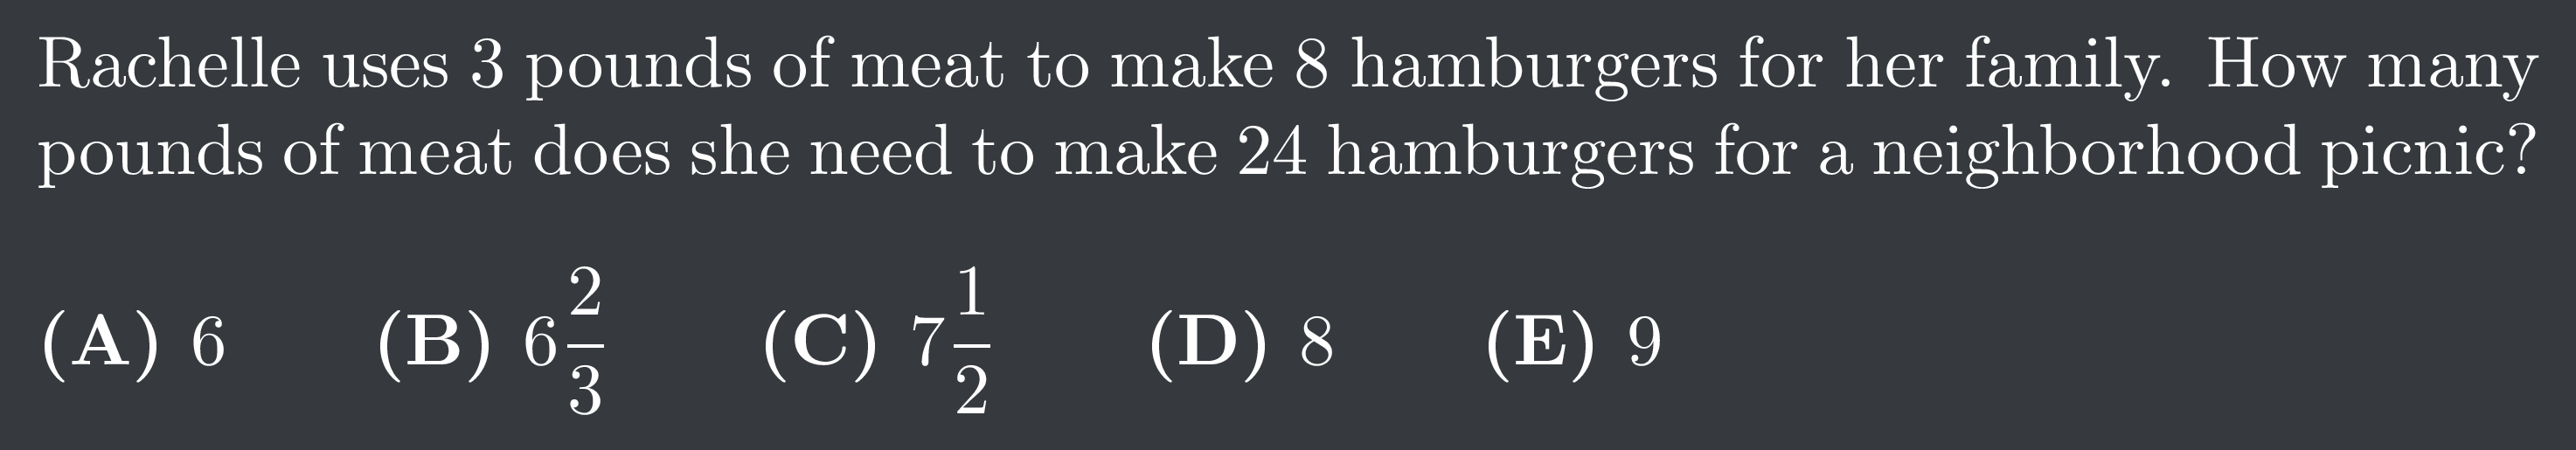 Rachelle uses 3 pounds of meat to make 8 hamburgers for her family. How many
pounds of meat does she need to make 24 hamburgers for a neighborhood picnic?
(A) 6 (B) 6 2/3 (C) 7 1/2 (D) 8 (E) 9